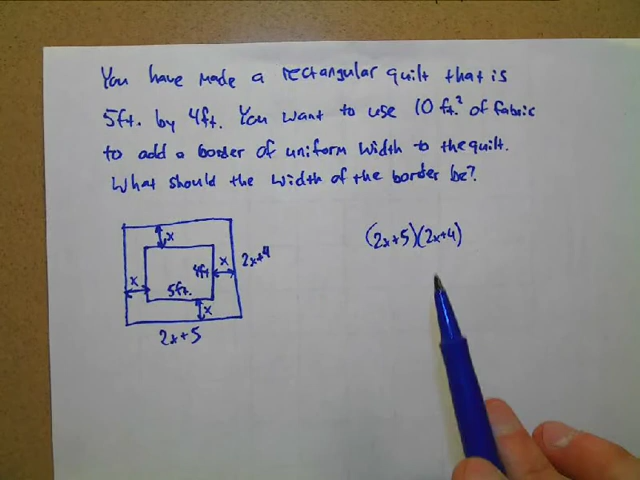 You have made a rectangular quilt that is
5ft. by 4ft. You want to use 10 ft.² of fabric
to add a border of uniform width to the quilt.
What should the width of the border be?
(2x+5)(2x+4)
x
4ft
x
2x+4
x
5ft.
x
2x+5